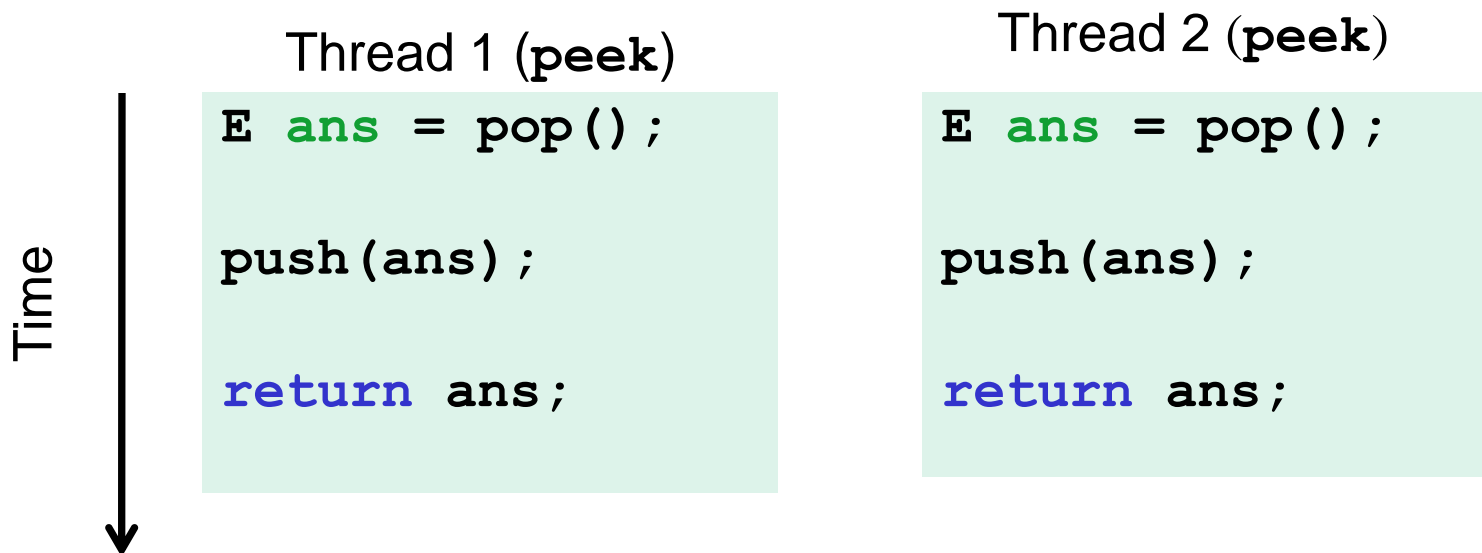 Time
Thread 1 (peek)
E ans = pop();
push(ans);
return ans;
Thread 2 (peek)
E ans = pop();
push(ans);
return ans;